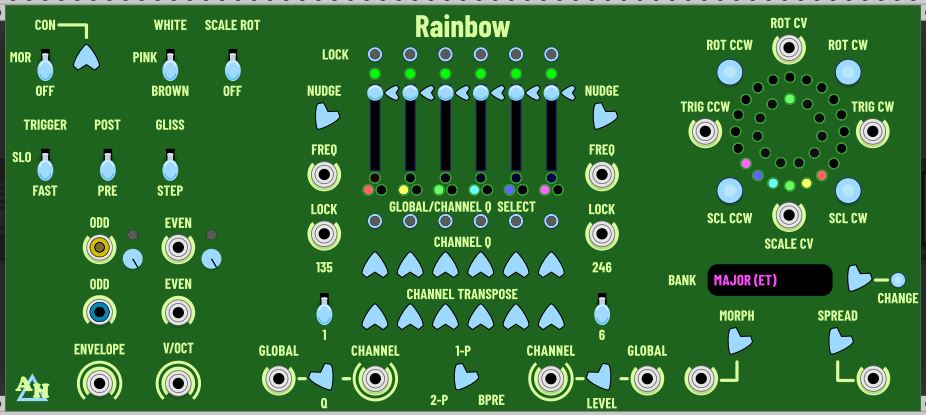 Rainbow
CON
WHITE
SCALE ROT
MOR
PINK
OFF
BROWN
OFF
TRIGGER
POST
GLISS
SLO
FAST
PRE
STEP
ODD
EVEN
ODD
EVEN
ENVELOPE
V/OCT
AH
LOCK
NUDGE
NUDGE
FREQ
FREQ
GLOBAL/CHANNEL Q SELECT
LOCK
LOCK
CHANNEL Q
135
246
CHANNEL TRANSPOSE
1
6
GLOBAL
CHANNEL
1-P
CHANNEL
GLOBAL
Q
2-P
BPRE
LEVEL
ROT CV
ROT CCW
ROT CW
TRIG CCW
TRIG CW
SCL CCW
SCL CW
SCALE CV
BANK
MAJOR (ET)
CHANGE
MORPH
SPREAD